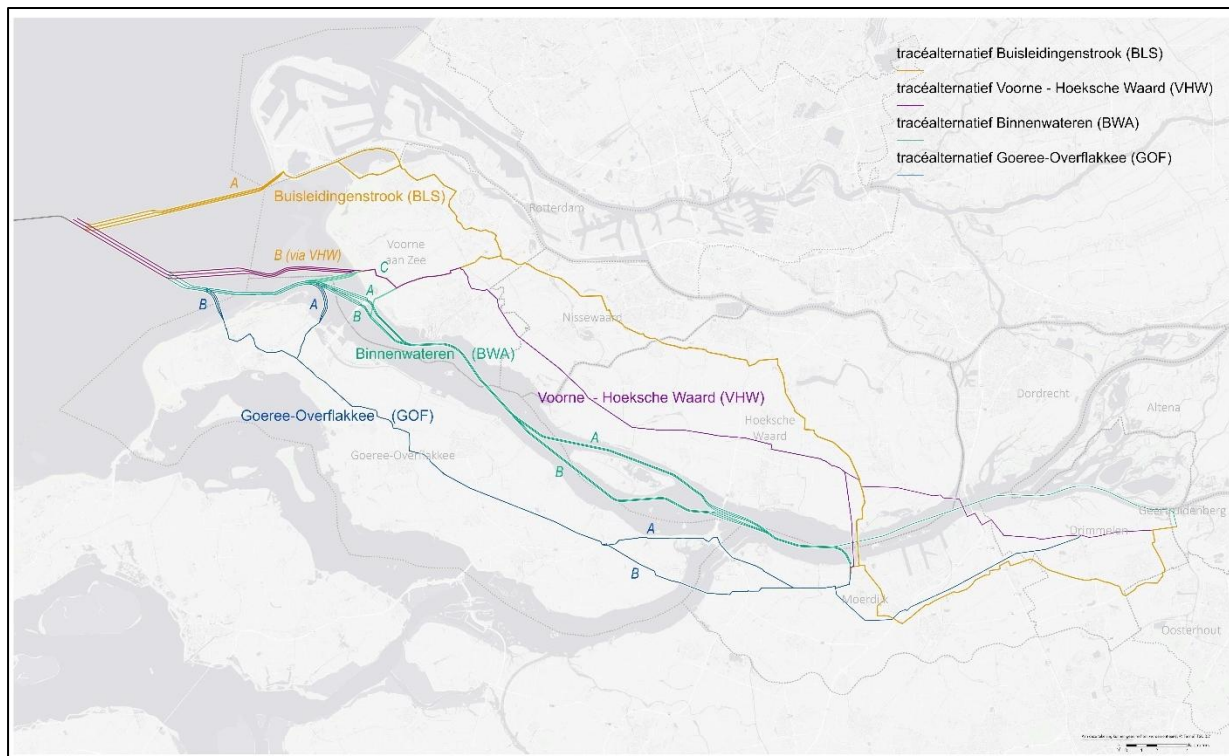 tracéalternatief Buisleidingenstrook (BLS)
tracéalternatief Voorne - Hoeksche Waard (VHW)
tracéalternatief Binnenwateren (BWA)
tracéalternatief Goeree-Overflakkee (GOF)
A
Buisleidingenstrook (BLS)
Rotterdam
B (via VHW)
Voorne
aan Zee
C
B
A
A
B
Nissewaard
Binnenwateren (BWA)
Voorne - Hoeksche Waard (VHW)
Dordrecht
Altena
Goeree-Overflakkee (GOF)
Hoeksche
Waard
A
Goeree-Overflakkee
B
Geertruidenberg
Drimmelen
A
B
Moerdijk
Oosterhout